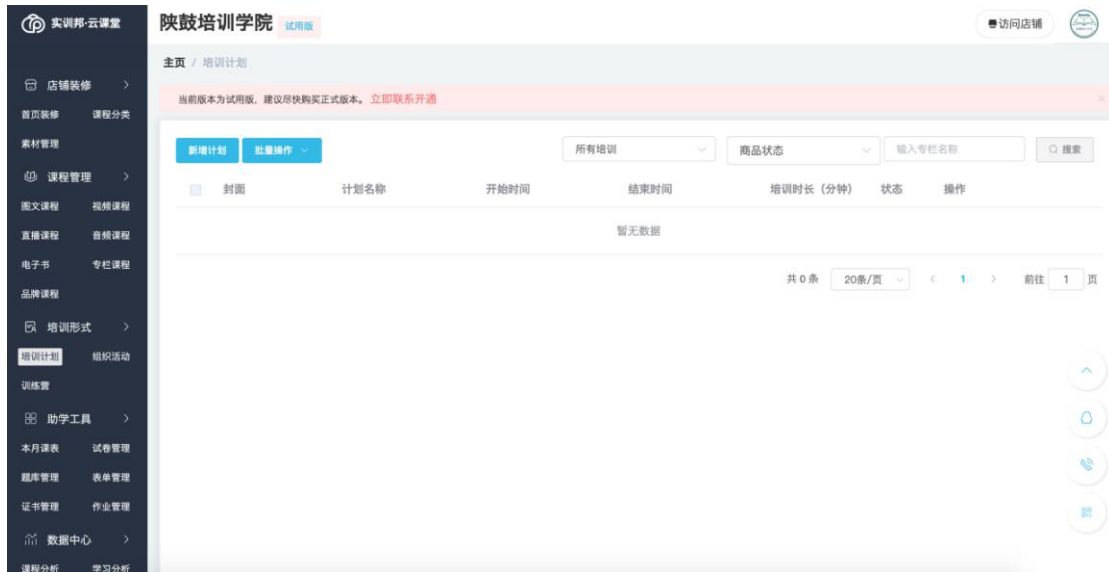 实训邦·云课堂
陕鼓培训学院 试用版
访问店铺
主页 / 培训计划
当前版本为试用版，建议尽快购买正式版本。 立即联系开通
店铺装修
首页装修 课程分类
素材管理
课程管理
图文课程 视频课程
直播课程 音频课程
电子书 专栏课程
品牌课程
培训形式
培训计划 组织活动
训练营
助学工具
本月课表 试卷管理
题库管理 表单管理
证书管理 作业管理
数据中心
课程分析 学习分析
新增计划 批量操作
所有培训 商品状态 输入专栏名称 搜索
封面 计划名称 开始时间 结束时间 培训时长（分钟） 状态 操作
暂无数据
共 0 条 20条/页 1 前往 1 页